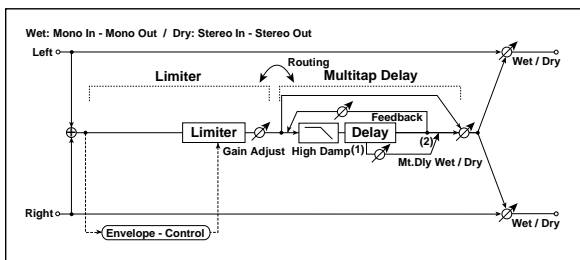 Wet: Mono In - Mono Out / Dry: Stereo In - Stereo Out
Left
Wet / Dry
Routing
Limiter
Multitap Delay
Feedback
Limiter
Delay
Gain Adjust
High Damp
(1)
(2)
Mt.Dly Wet / Dry
Right
Wet / Dry
Envelope - Control